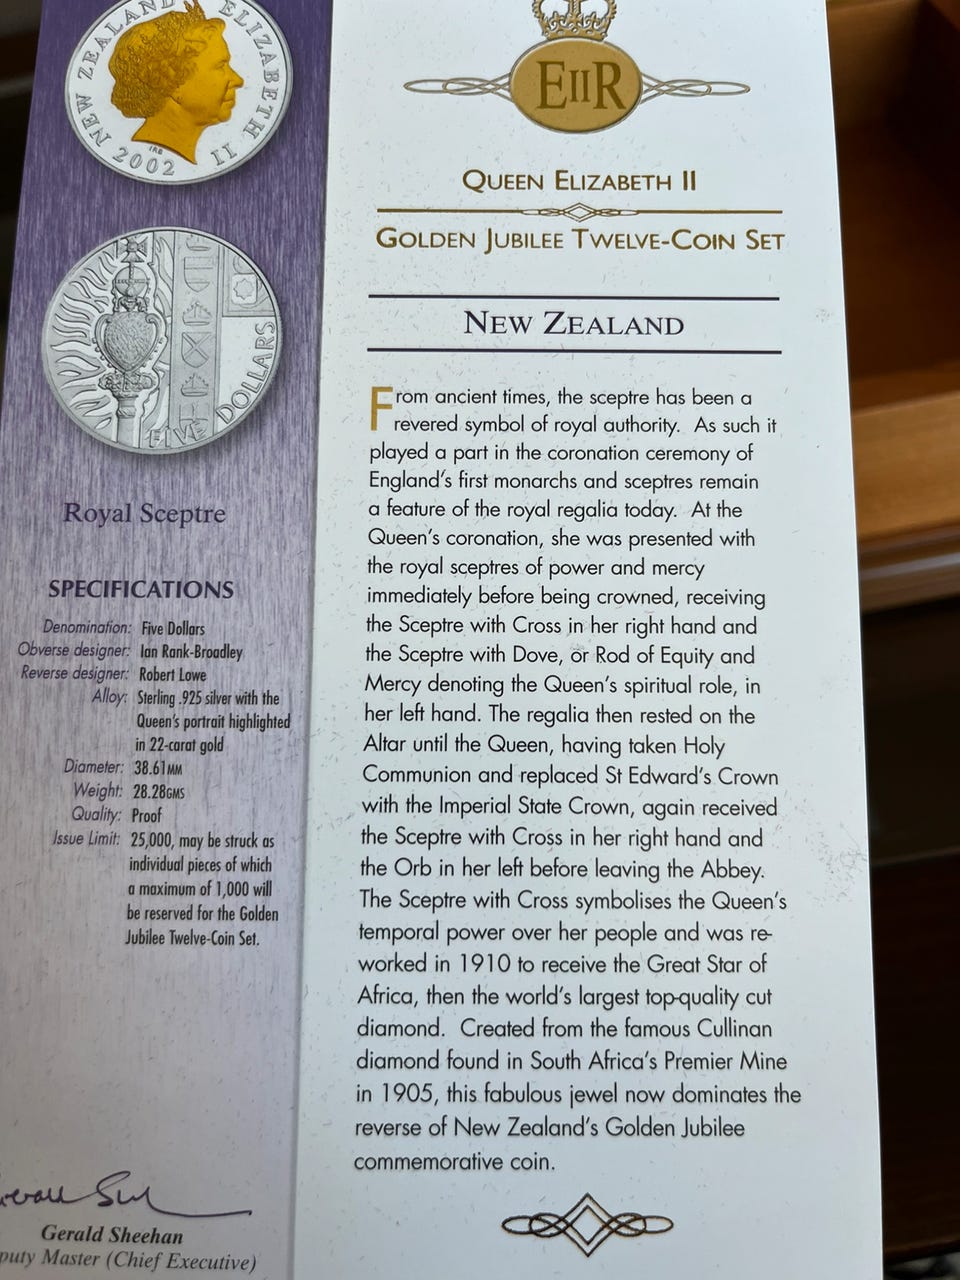 NEW ZEALAND ELIZABETH II
2002
IRB
FIVE DOLLARS
Royal Sceptre
SPECIFICATIONS
Denomination: Five Dollars
Obverse designer: Ian Rank-Broadley
Reverse designer: Robert Lowe
Alloy: Sterling .925 silver with the
Queen's portrait highlighted
in 22-carat gold
Diameter: 38.61MM
Weight: 28.28GMS
Quality: Proof
Issue Limit: 25,000, may be struck as
individual pieces of which
a maximum of 1,000 will
be reserved for the Golden
Jubilee Twelve-Coin Set.
Gerald Sheehan
puty Master (Chief Executive)
EIIR
QUEEN ELIZABETH II
GOLDEN JUBILEE TWELVE-COIN SET
NEW ZEALAND
From ancient times, the sceptre has been a
revered symbol of royal authority. As such it
played a part in the coronation ceremony of
England's first monarchs and sceptres remain
a feature of the royal regalia today. At the
Queen's coronation, she was presented with
the royal sceptres of power and mercy
immediately before being crowned, receiving
the Sceptre with Cross in her right hand and
the Sceptre with Dove, or Rod of Equity and
Mercy denoting the Queen's spiritual role, in
her left hand. The regalia then rested on the
Altar until the Queen, having taken Holy
Communion and replaced St Edward's Crown
with the Imperial State Crown, again received
the Sceptre with Cross in her right hand and
the Orb in her left before leaving the Abbey.
The Sceptre with Cross symbolises the Queen's
temporal power over her people and was re-
worked in 1910 to receive the Great Star of
Africa, then the world's largest top-quality cut
diamond. Created from the famous Cullinan
diamond found in South Africa's Premier Mine
in 1905, this fabulous jewel now dominates the
reverse of New Zealand's Golden Jubilee
commemorative coin.